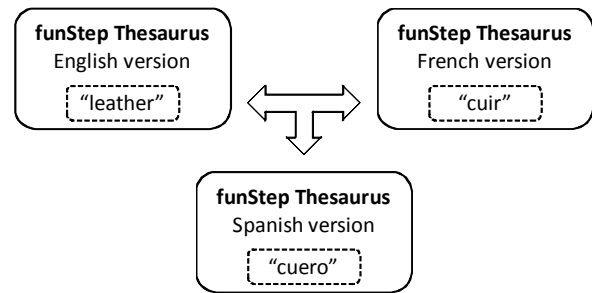 funStep Thesaurus
English version
“leather”
funStep Thesaurus
French version
“cuir”
funStep Thesaurus
Spanish version
“cuero”